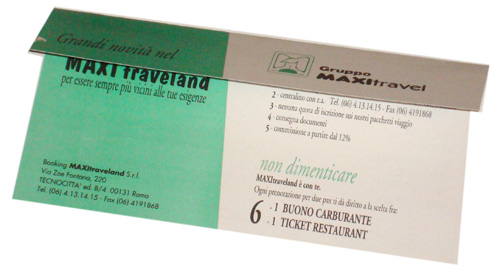 Grandi novità nel
MAXI traveland
per essere sempre più vicini alle tue esigenze
Booking MAXItraveland S.r.l.
Via Zoe Fontana, 220
TECNOCITTA' ed. B/4 00131 Roma
Tel. (06) 4.13.14.15 - Fax (06) 4191868
Gruppo
MAXItravel
2 - centralino con r.a. Tel. (06) 4.13.14.15 - Fax (06) 4191868
3 - nessuna quota di iscrizione sui nostri pacchetti viaggio
4 - consegna documenti
5 - commissione a partire dal 12%
non dimenticare
MAXItraveland è con te.
Ogni prenotazione per due pax ti da diritto a la scelta fra:
6 - 1 BUONO CARBURANTE
- 1 TICKET RESTAURANT